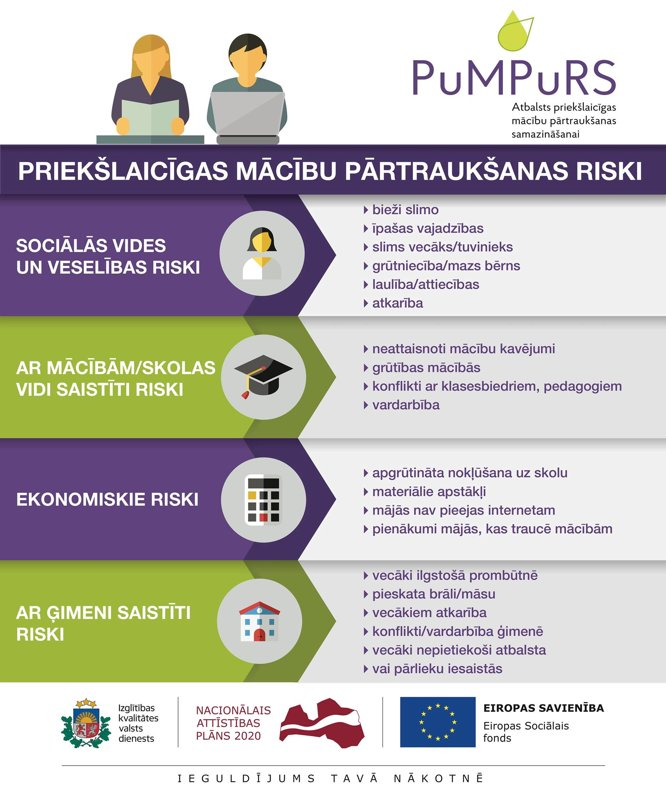 PuMPuRS
Atbalsts priekšlaicīgas
mācību pārtraukšanas
samazināšanai
PRIEKŠLAICĪGAS MĀCĪBU PĀRTRAUKŠANAS RISKI
SOCIĀLĀS VIDES
UN VESELĪBAS RISKI
bieži slimo
īpašas vajadzības
slims vecāks/tuvinieks
grūtniecība/mazs bērns
laulība/attiecības
atkarība
AR MĀCĪBĀM/SKOLAS
VIDI SAISTĪTI RISKI
neattaisnoti mācību kavējumi
grūtības mācībās
konflikti ar klasesbiedriem, pedagogiem
vardarbība
EKONOMISKIE RISKI
apgrūtināta nokļūšana uz skolu
materiālie apstākļi
mājās nav pieejas internetam
pienākumi mājās, kas traucē mācībām
AR ĢIMENI SAISTĪTI
RISKI
vecāki ilgstošā prombūtnē
pieskata brāli/māsu
vecākiem atkarība
konflikti/vardarbība ģimenē
vecāki nepietiekoši atbalsta
vai pārlieku iesaistās
Izglītības
kvalitātes
valsts
dienests
NACIONĀLAIS
ATTĪSTĪBAS
PLĀNS 2020
EIROPAS SAVIENĪBA
Eiropas Sociālais
fonds
IEGULDĪJUMS TAVĀ NĀKOTNĒ